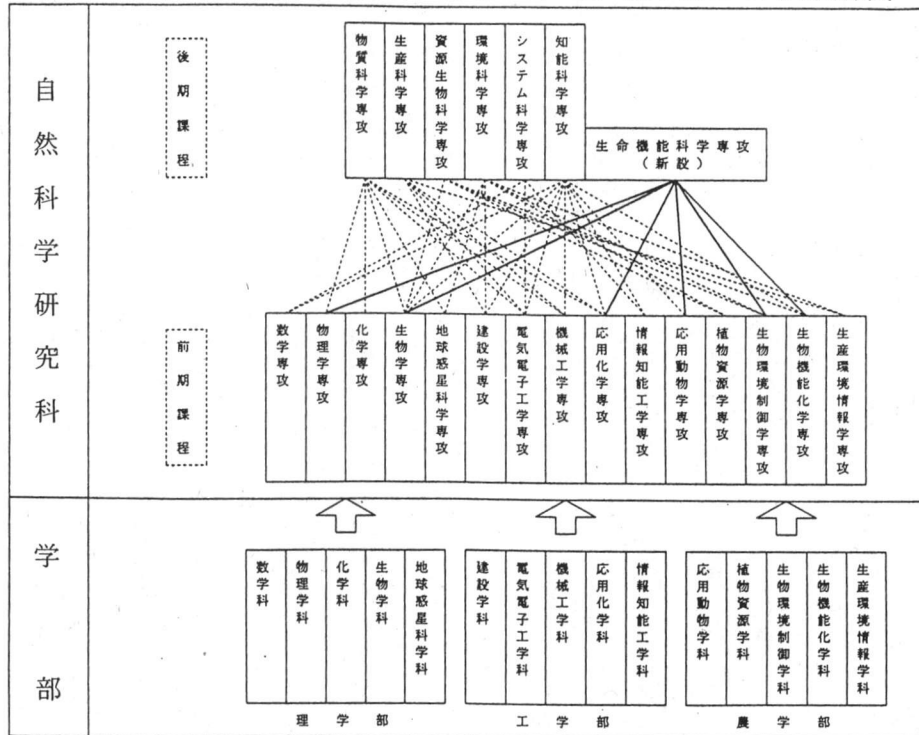 自然科学研究科
後期課程
物質科学専攻
生産科学専攻
資源生物科学専攻
環境科学専攻
システム科学専攻
知能科学専攻
生命機能科学専攻
(新設)
前期課程
数学専攻
物理学専攻
化学専攻
生物学専攻
地球惑星科学専攻
建設学専攻
電気電子工学専攻
機械工学専攻
応用化学専攻
情報知能工学専攻
応用動物学専攻
植物資源学専攻
生物環境制御学専攻
生物機能化学専攻
生産環境情報学専攻
学部
数学科
物理学科
化学科
生物学科
地球惑星科学科
建設学科
電気電子工学科
機械工学科
応用化学科
情報知能工学科
応用動物学科
植物資源学科
生物環境制御学科
生物機能化学科
生産環境情報学科
理学部
工学部
農学部